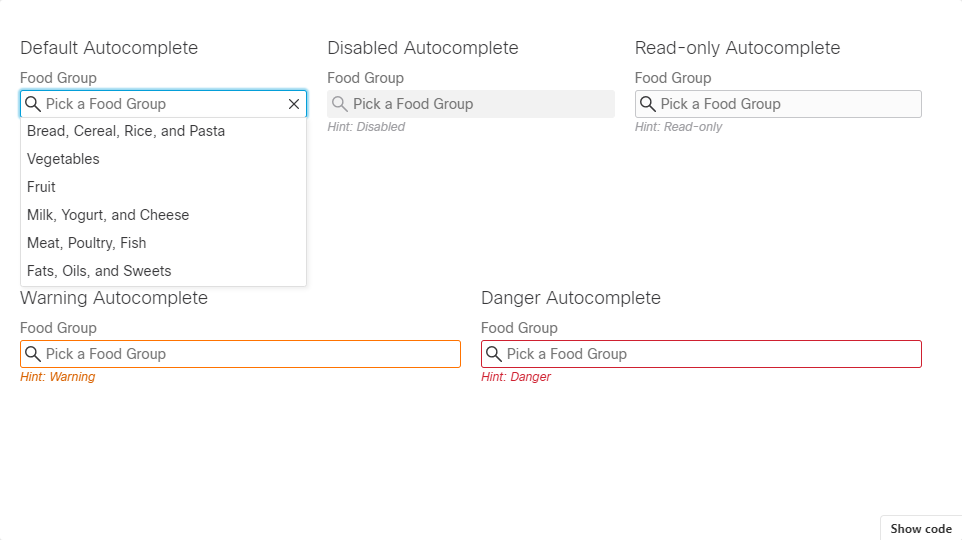 Default Autocomplete
Food Group
Pick a Food Group
Bread, Cereal, Rice, and Pasta
Vegetables
Fruit
Milk, Yogurt, and Cheese
Meat, Poultry, Fish
Fats, Oils, and Sweets
Disabled Autocomplete
Food Group
Pick a Food Group
Hint: Disabled
Read-only Autocomplete
Food Group
Pick a Food Group
Hint: Read-only
Warning Autocomplete
Food Group
Pick a Food Group
Hint: Warning
Danger Autocomplete
Food Group
Pick a Food Group
Hint: Danger
Show code